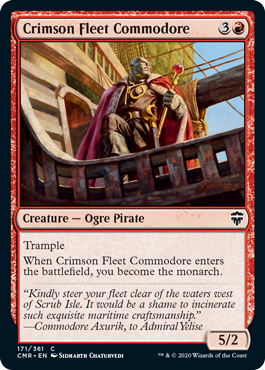 Crimson Fleet Commodore 3
Creature — Ogre Pirate
Trample
When Crimson Fleet Commodore enters
the battlefield, you become the monarch.
"Kindly steer your fleet clear of the waters west
of Scrub Isle. It would be a shame to incinerate
such exquisite maritime craftsmanship."
—Commodore Axurik, to Admiral Yelise
5/2
171/361 C
CMR • EN Sidharth Chaturvedi
™ & © 2020 Wizards of the Coast